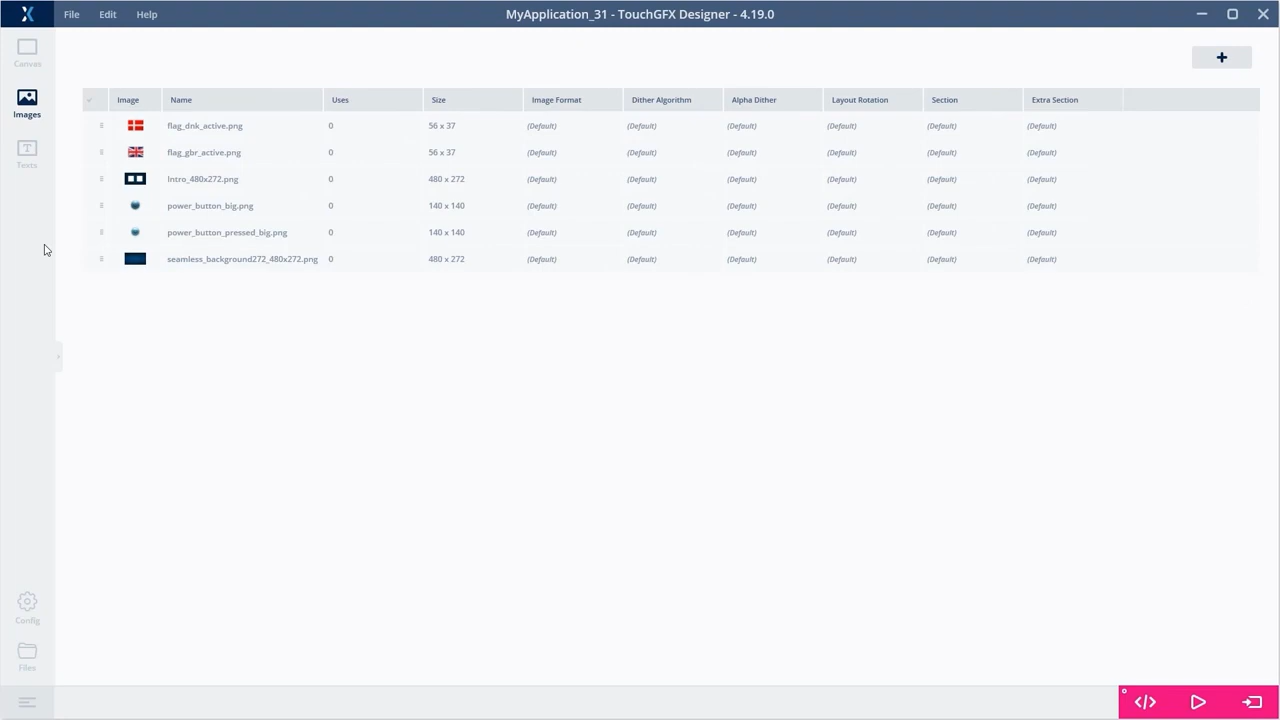 File Edit Help MyApplication_31 - TouchGFX Designer - 4.19.0
Canvas
Images
Texts
Config
Files
Image Name Uses Size Image Format Dither Algorithm Alpha Dither Layout Rotation Section Extra Section
flag_dnk_active.png 0 56 x 37 (Default) (Default) (Default) (Default) (Default) (Default)
flag_gbr_active.png 0 56 x 37 (Default) (Default) (Default) (Default) (Default) (Default)
Intro_480x272.png 0 480 x 272 (Default) (Default) (Default) (Default) (Default) (Default)
power_button_big.png 0 140 x 140 (Default) (Default) (Default) (Default) (Default) (Default)
power_button_pressed_big.png 0 140 x 140 (Default) (Default) (Default) (Default) (Default) (Default)
seamless_background272_480x272.png 0 480 x 272 (Default) (Default) (Default) (Default) (Default) (Default)